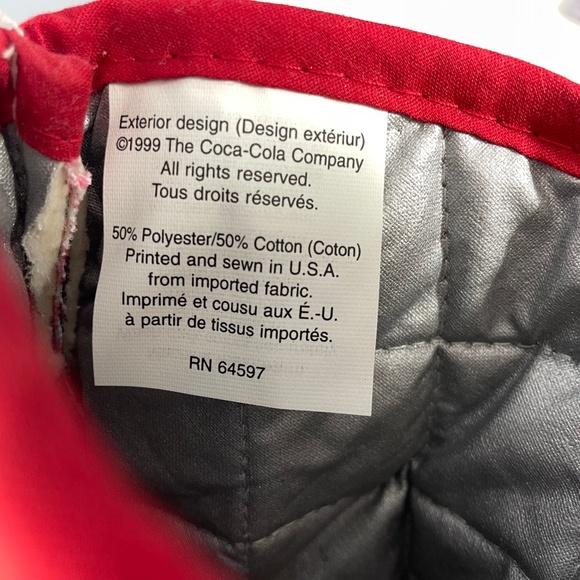 Exterior design (Design extériur)
©1999 The Coca-Cola Company
All rights reserved.
Tous droits réservés.
50% Polyester/50% Cotton (Coton)
Printed and sewn in U.S.A.
from imported fabric.
Imprimé et cousu aux É.-U.
à partir de tissus importés.
RN 64597